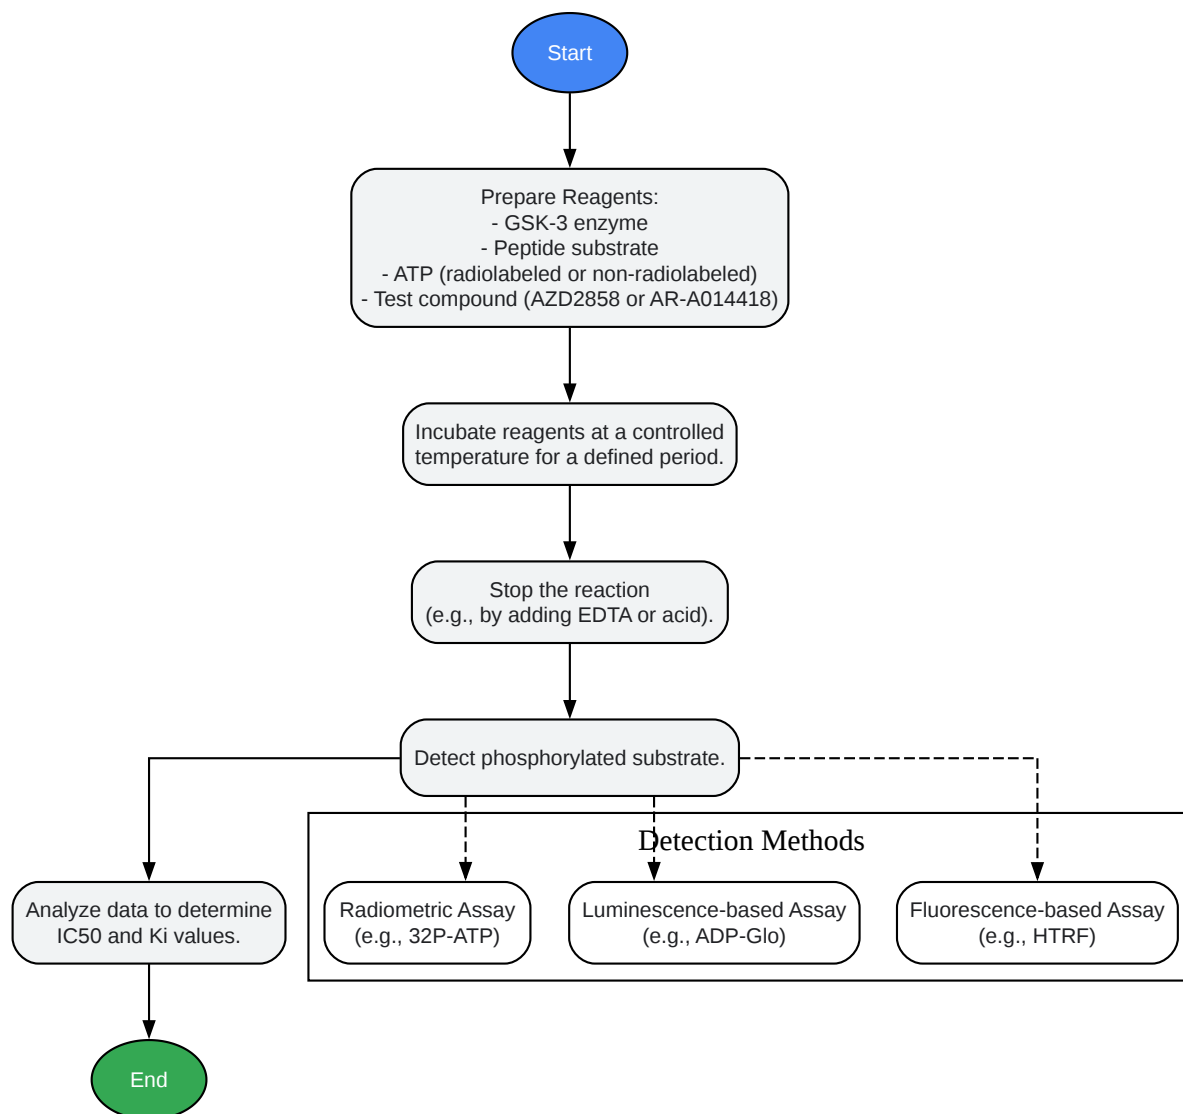 Start
Prepare Reagents:
- GSK-3 enzyme
- Peptide substrate
- ATP (radiolabeled or non-radiolabeled)
- Test compound (AZD2858 or AR-A014418)
Incubate reagents at a controlled
temperature for a defined period.
Stop the reaction
(e.g., by adding EDTA or acid).
Detect phosphorylated substrate.
Detection Methods
Analyze data to determine
IC50 and Ki values.
Radiometric Assay
(e.g., 32P-ATP)
Luminescence-based Assay
(e.g., ADP-Glo)
Fluorescence-based Assay
(e.g., HTRF)
End